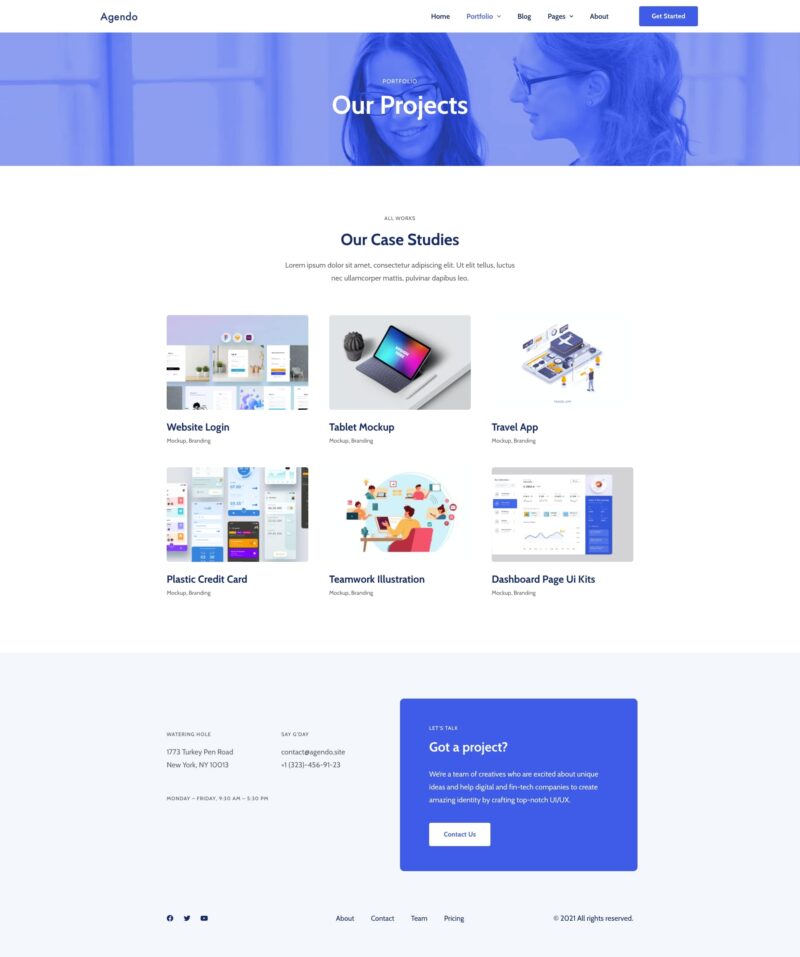 Agendo
Home
Portfolio
Blog
Pages
About
Get Started
PORTFOLIO
Our Projects
ALL WORKS
Our Case Studies
Lorem ipsum dolor sit amet, consectetur adipiscing elit. Ut elit tellus, luctus
nec ullamcorper mattis, pulvinar dapibus leo.
TRAVEL APP
Website Login
Tablet Mockup
Travel App
Mockup, Branding
Mockup, Branding
Mockup, Branding
Plastic Credit Card
Teamwork Illustration
Dashboard Page Ui Kits
Mockup, Branding
Mockup, Branding
Mockup, Branding
WATERING HOLE
1773 Turkey Pen Road
New York, NY 10013
SAY G'DAY
contact@agendo.site
+1 (323)-456-91-23
MONDAY – FRIDAY, 9:30 AM – 5:30 PM
LET'S TALK
Got a project?
We're a team of creatives who are excited about unique
ideas and help digital and fin-tech companies to create
amazing identity by crafting top-notch UI/UX.
Contact Us
About
Contact
Team
Pricing
© 2021 All rights reserved.